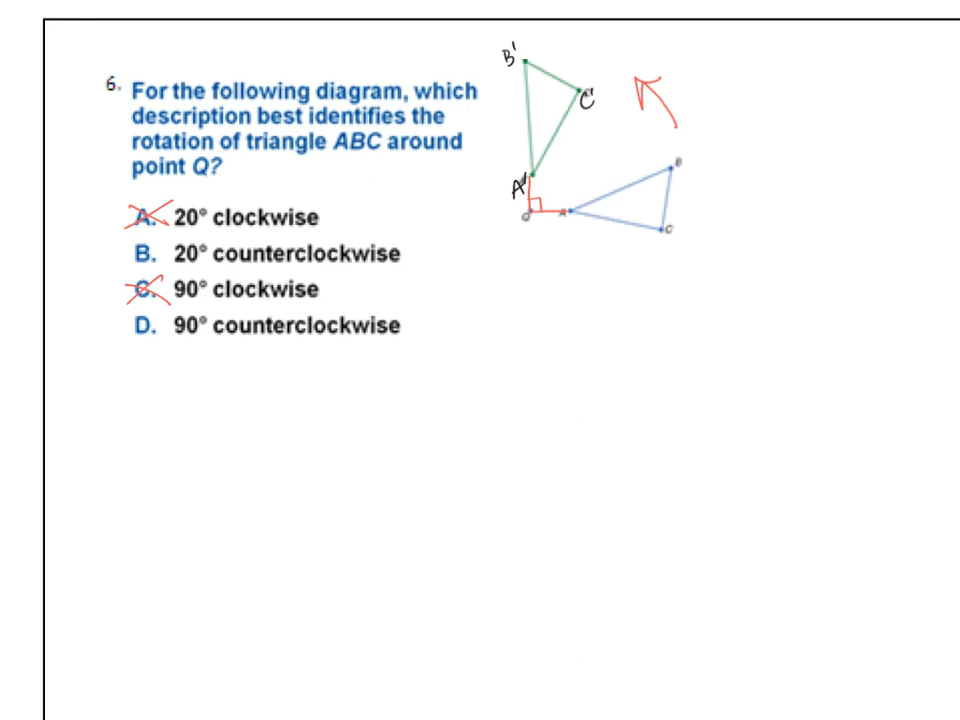 6. For the following diagram, which
description best identifies the
rotation of triangle ABC around
point Q?
A. 20° clockwise
B. 20° counterclockwise
C. 90° clockwise
D. 90° counterclockwise
B'
C'
A'
Q
A
B
C